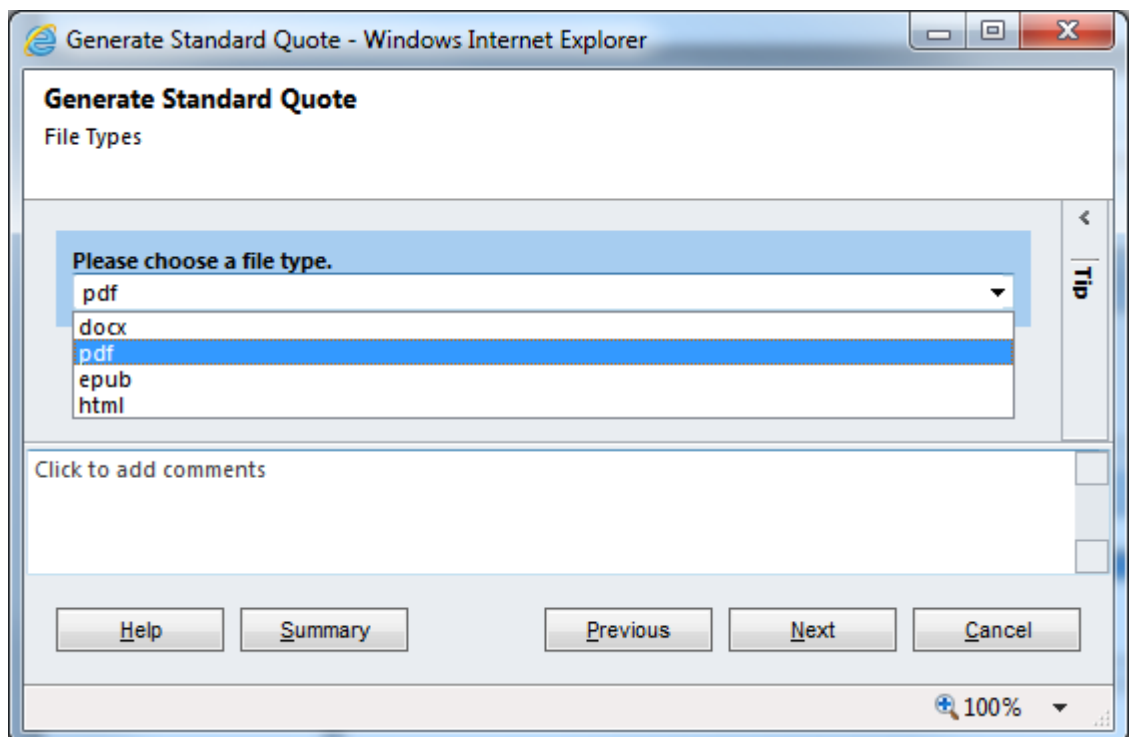 Generate Standard Quote - Windows Internet Explorer
Generate Standard Quote
File Types
Please choose a file type.
pdf
docx
pdf
epub
html
Tip
Click to add comments
Help Summary Previous Next Cancel
100%